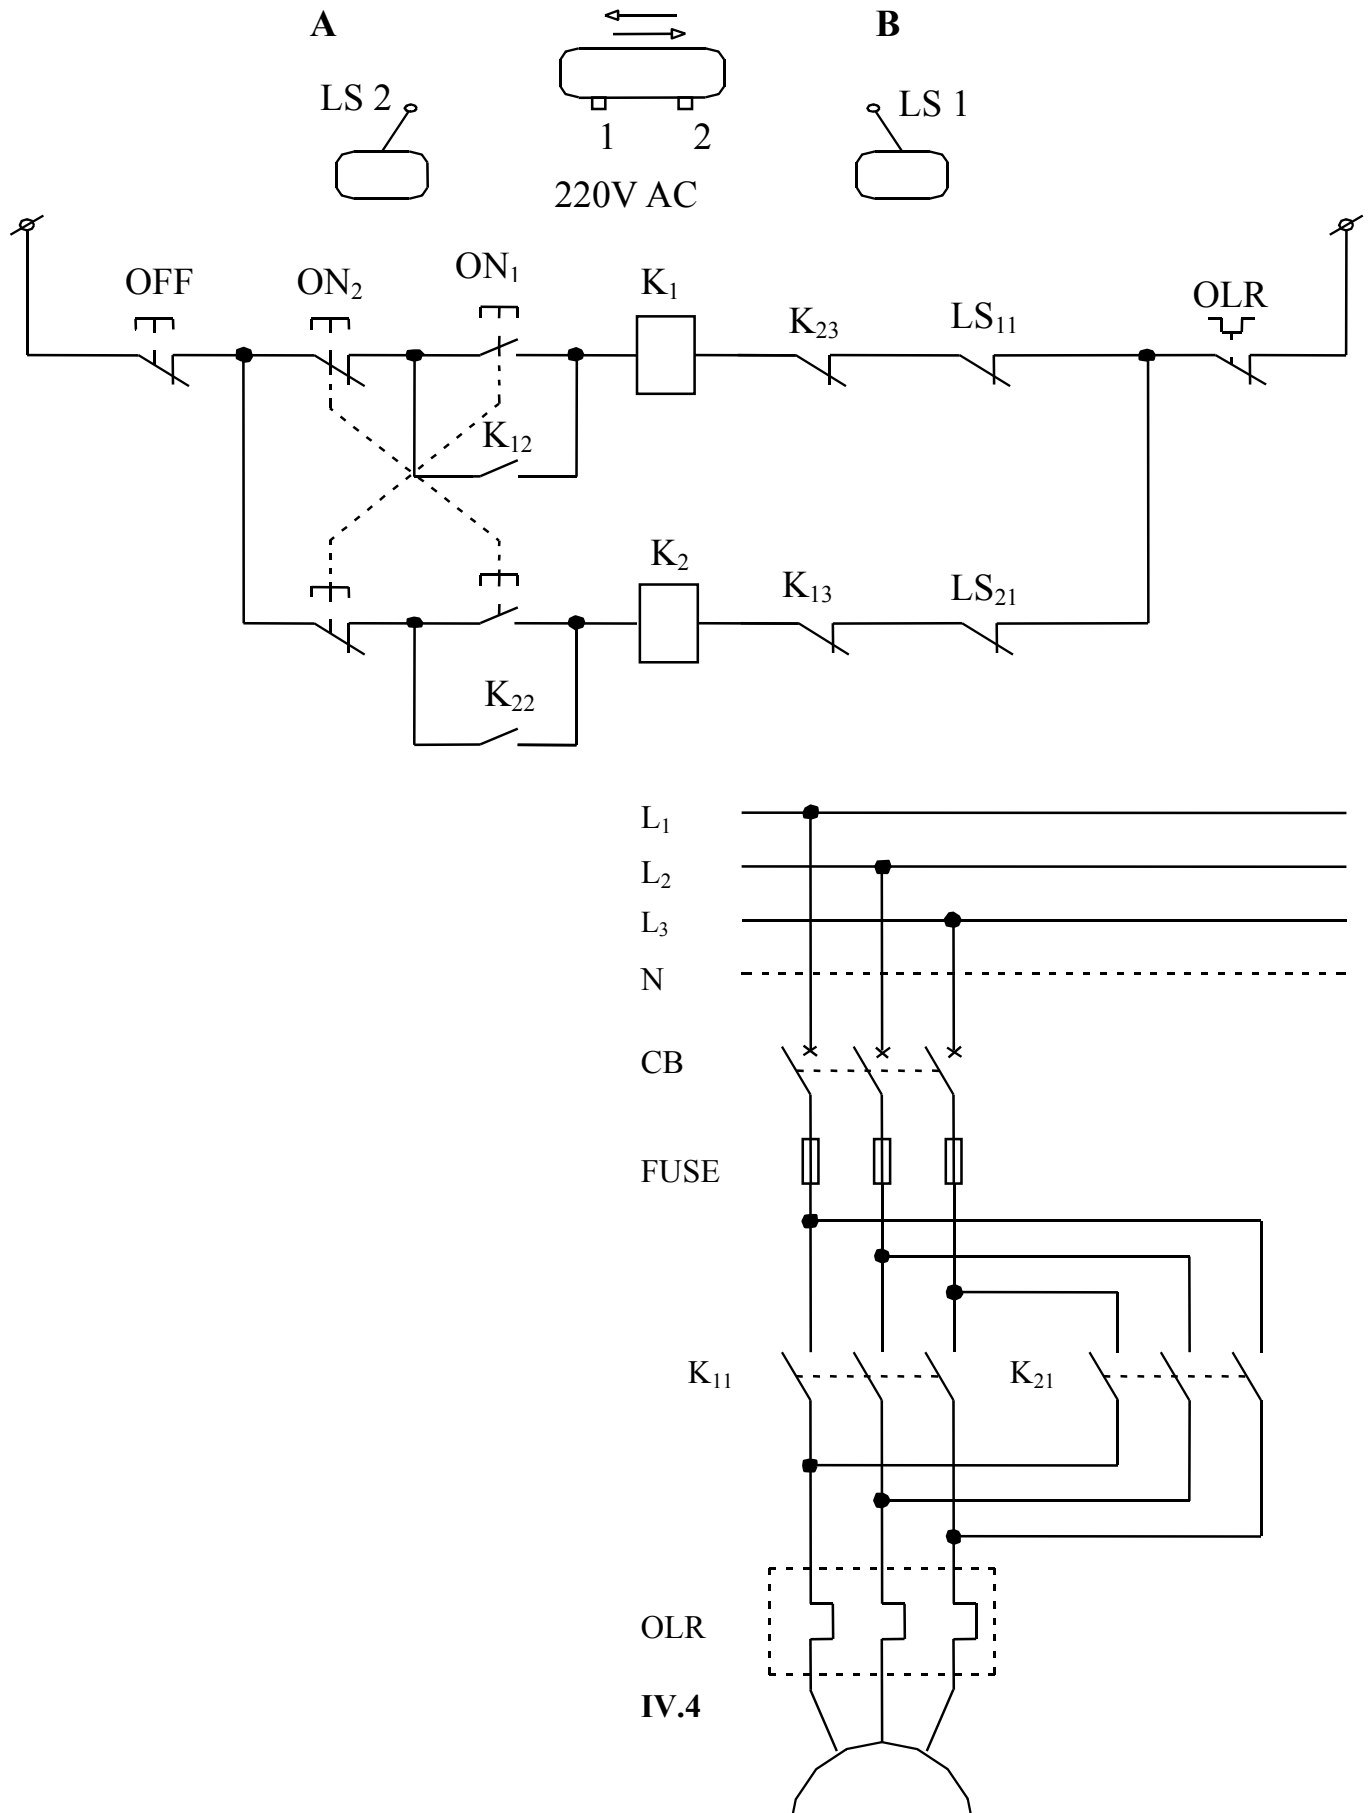 A B
LS 2 LS 1
1 2
220V AC
OFF ON₂ ON₁ K₁ K₂₃ LS₁₁ OLR
K₁₂
K₂ K₁₃ LS₂₁
K₂₂
L₁
L₂
L₃
N
CB
FUSE
K₁₁ K₂₁
OLR
IV.4